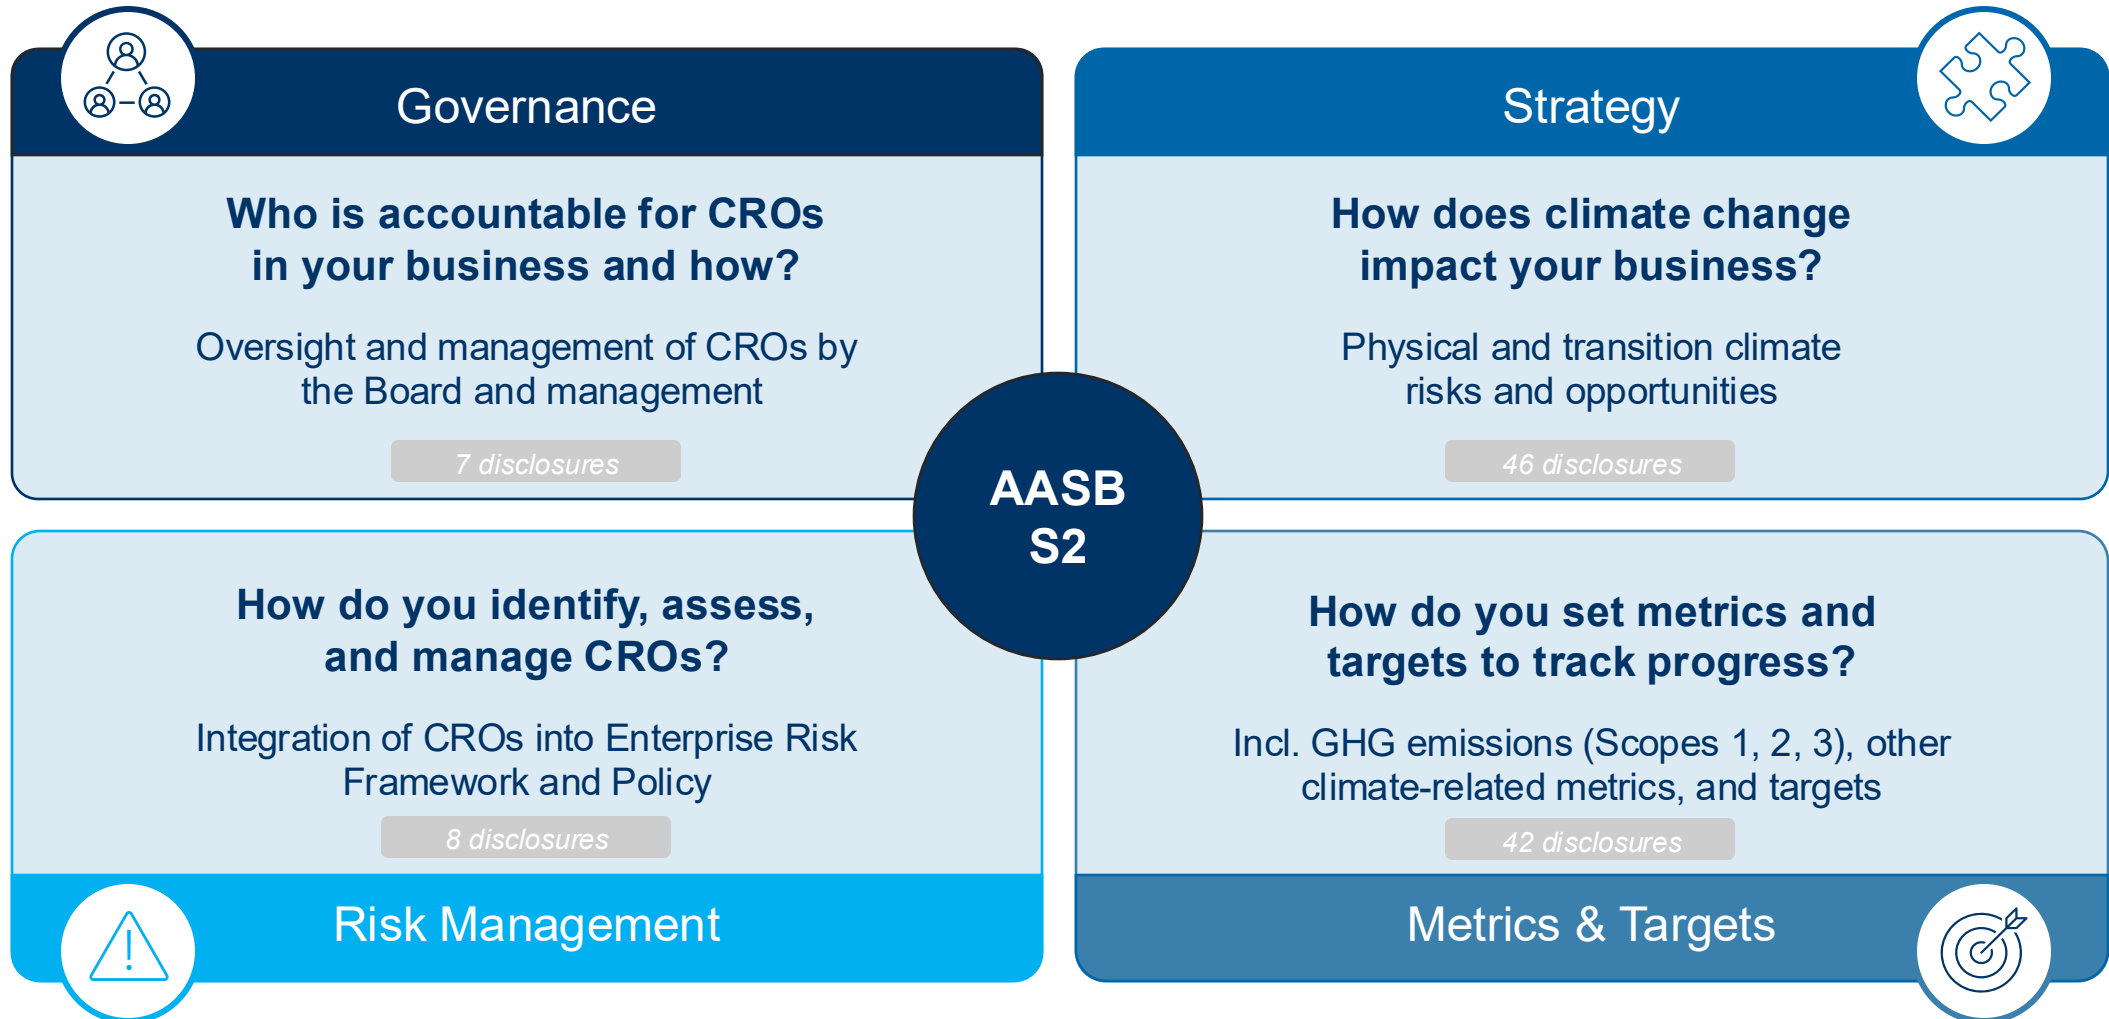 Governance
Who is accountable for CROs
in your business and how?
Oversight and management of CROs by
the Board and management
7 disclosures
Strategy
How does climate change
impact your business?
Physical and transition climate
risks and opportunities
46 disclosures
AASB
S2
How do you identify, assess,
and manage CROs?
Integration of CROs into Enterprise Risk
Framework and Policy
8 disclosures
Risk Management
How do you set metrics and
targets to track progress?
Incl. GHG emissions (Scopes 1, 2, 3), other
climate-related metrics, and targets
42 disclosures
Metrics & Targets